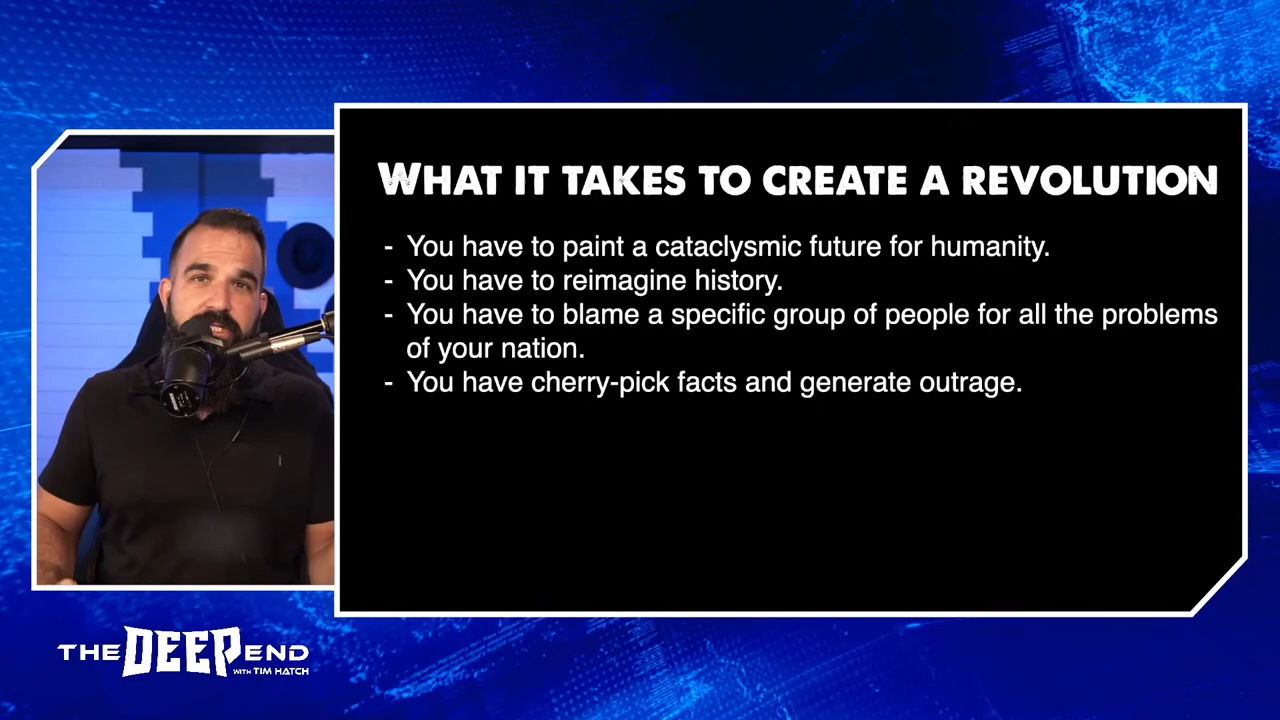 WHAT IT TAKES TO CREATE A REVOLUTION
- You have to paint a cataclysmic future for humanity.
- You have to reimagine history.
- You have to blame a specific group of people for all the problems
of your nation.
- You have cherry-pick facts and generate outrage.
THE DEEP END
WITH TIM HATCH